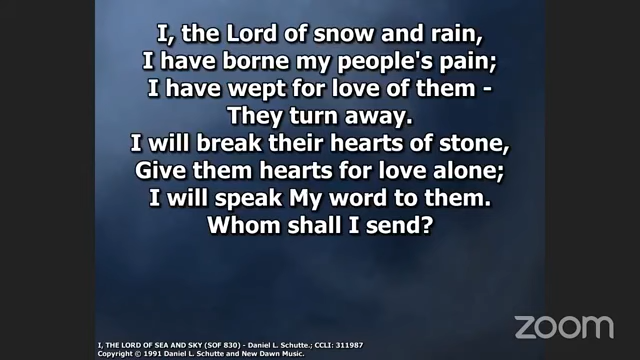 I, the Lord of snow and rain,
I have borne my people's pain;
I have wept for love of them -
They turn away.
I will break their hearts of stone,
Give them hearts for love alone;
I will speak My word to them.
Whom shall I send?
I, THE LORD OF SEA AND SKY (SOF 830) - Daniel L. Schutte.; CCLI: 311987
Copyright © 1991 Daniel L. Schutte and New Dawn Music.
zoom